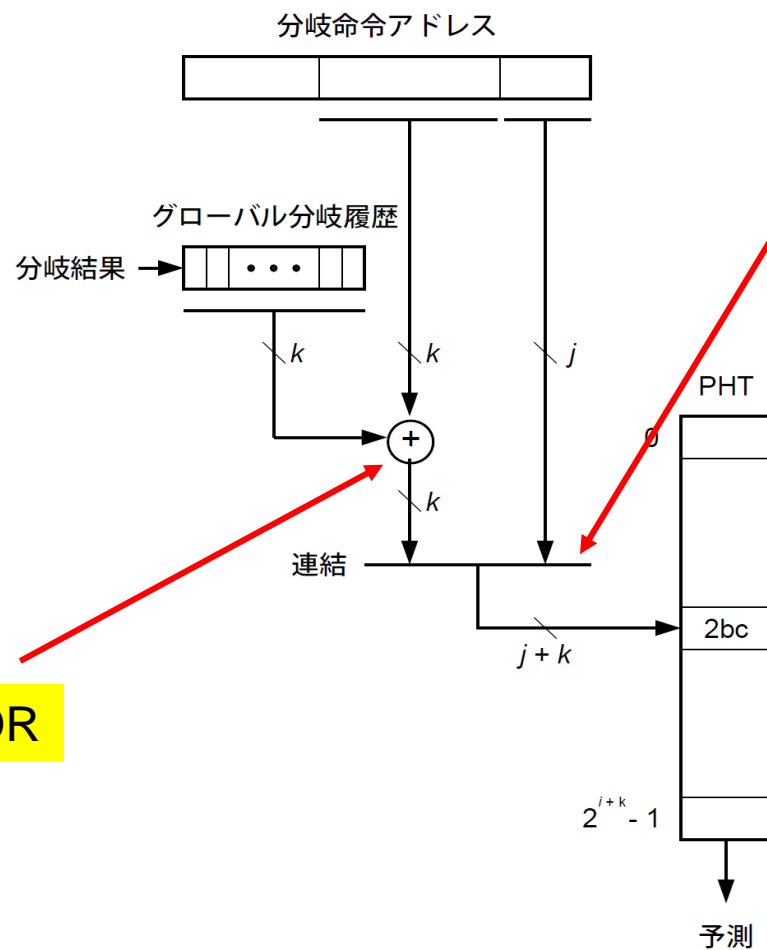 分岐命令アドレス
グローバル分岐履歴
分岐結果
• • •
k
k
j
PHT
0
+
k
連結
2bc
j + k
OR
2^{i + k} - 1
予測